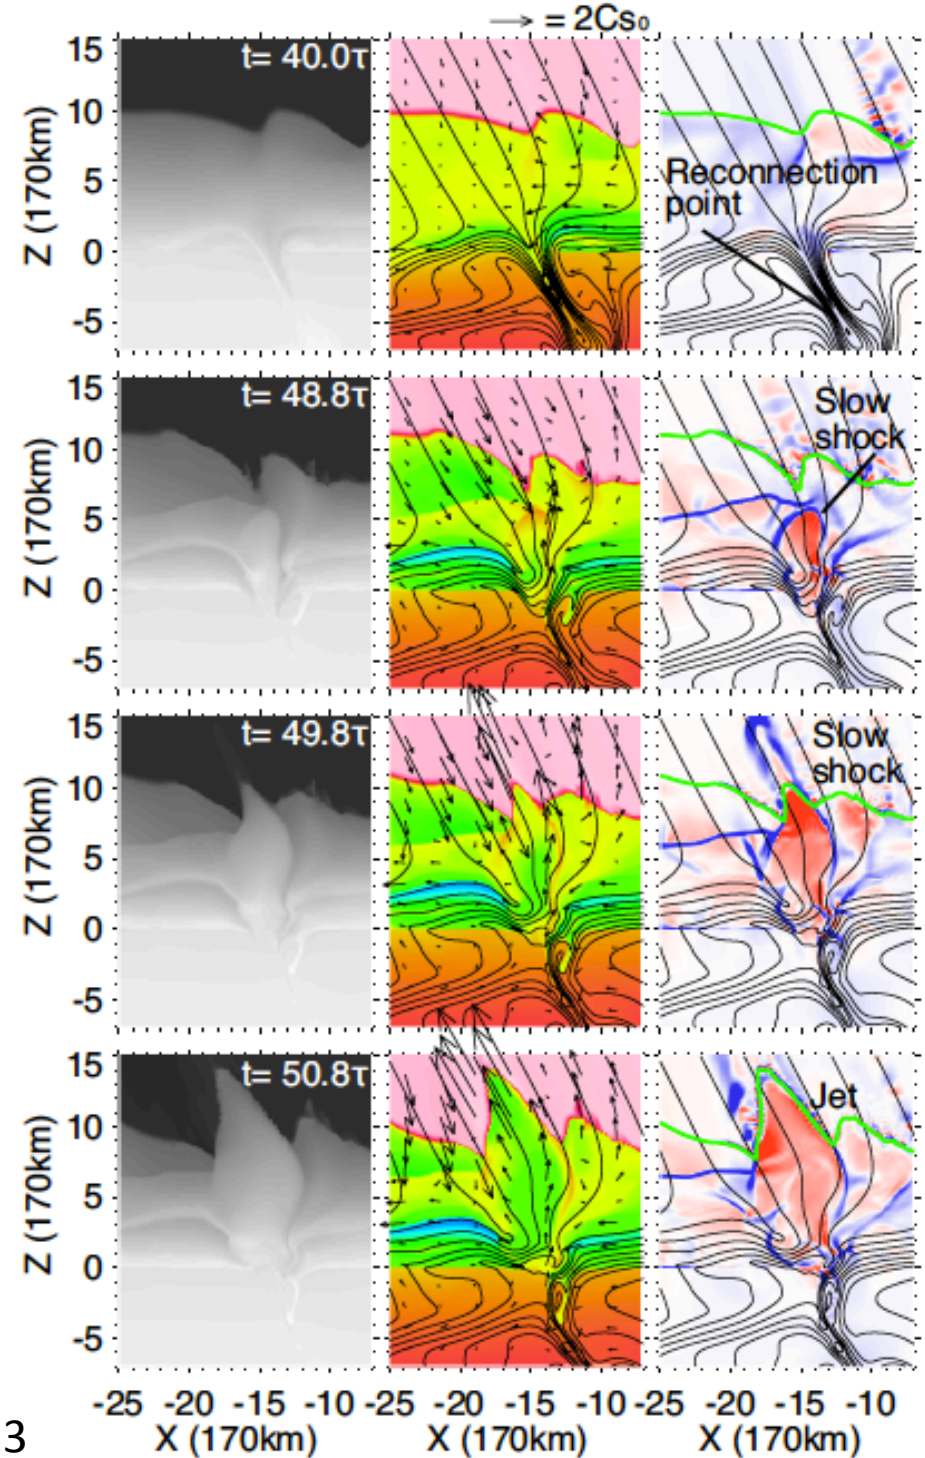 → = 2Cs₀
15
10
5
0
-5
Z (170km)
t= 40.0τ
Reconnection
point
15
10
5
0
-5
Z (170km)
t= 48.8τ
Slow
shock
15
10
5
0
-5
Z (170km)
t= 49.8τ
Slow
shock
15
10
5
0
-5
Z (170km)
t= 50.8τ
Jet
-25 -20 -15 -10 -25 -20 -15 -10 -25 -20 -15 -10
X (170km) X (170km) X (170km)
3